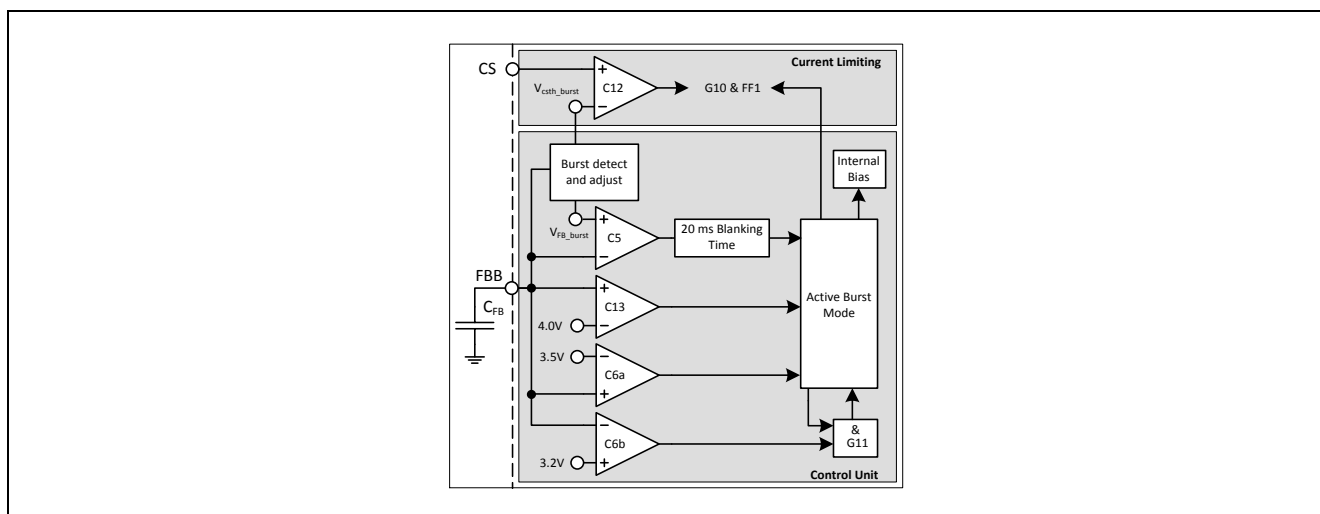 Current Limiting
CS
+
C12
−
G10 & FF1
Vcsth_burst
Burst detect
and adjust
Internal
Bias
VFB_burst
+
C5
−
20 ms Blanking
Time
FBB
CFB
+
C13
−
4.0V
Active Burst
Mode
3.5V
−
C6a
+
−
C6b
+
3.2V
&
G11
Control Unit